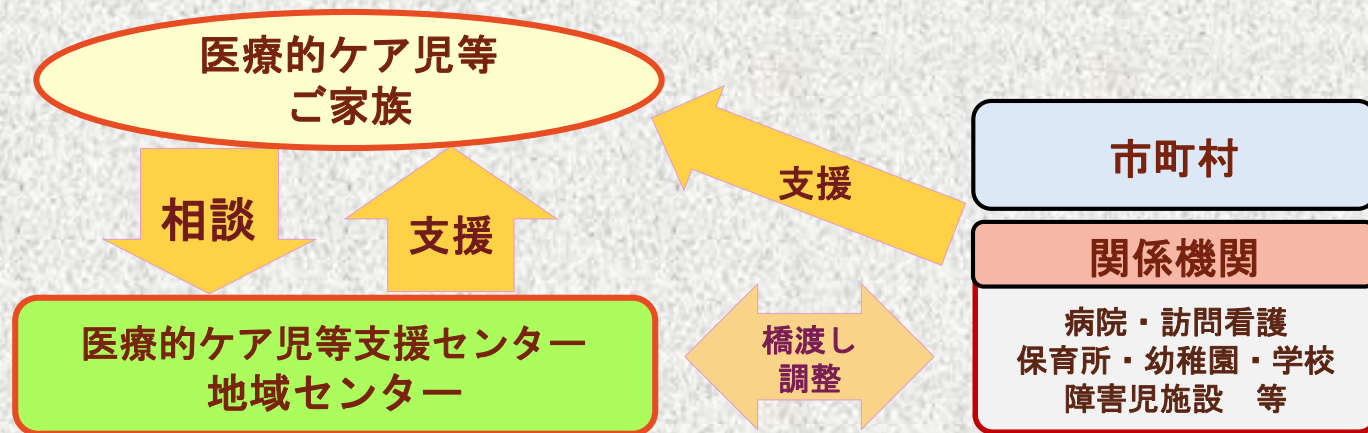 医療的ケア児等
ご家族
相談
支援
支援
市町村
関係機関
病院・訪問看護
保育所・幼稚園・学校
障害児施設　等
医療的ケア児等支援センター
地域センター
橋渡し
調整